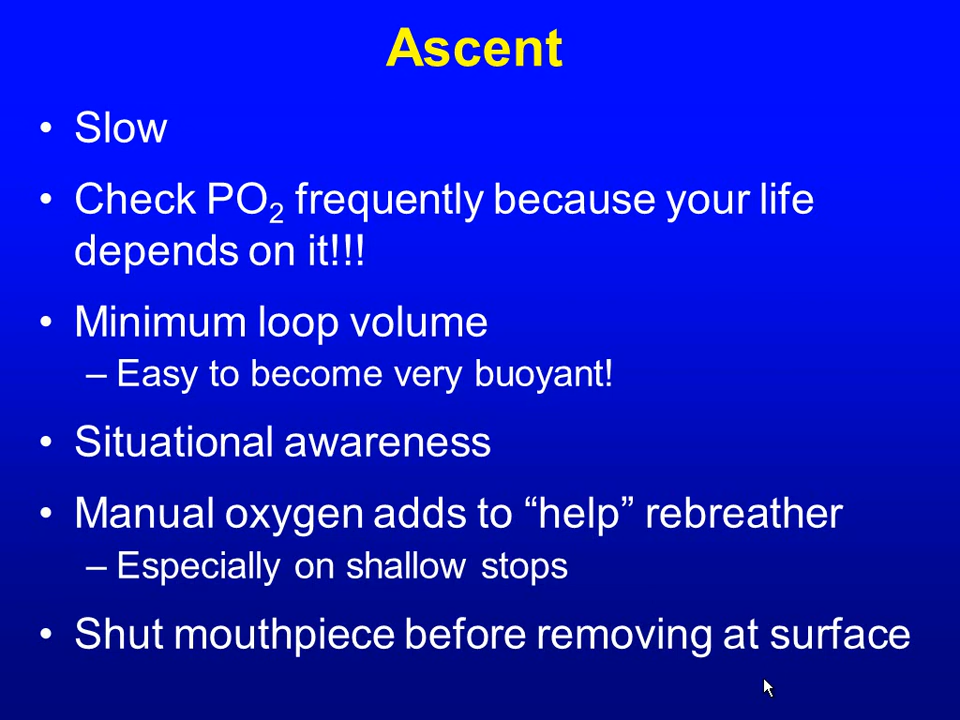 Ascent
• Slow
• Check PO₂ frequently because your life
depends on it!!!
• Minimum loop volume
– Easy to become very buoyant!
• Situational awareness
• Manual oxygen adds to “help” rebreather
– Especially on shallow stops
• Shut mouthpiece before removing at surface